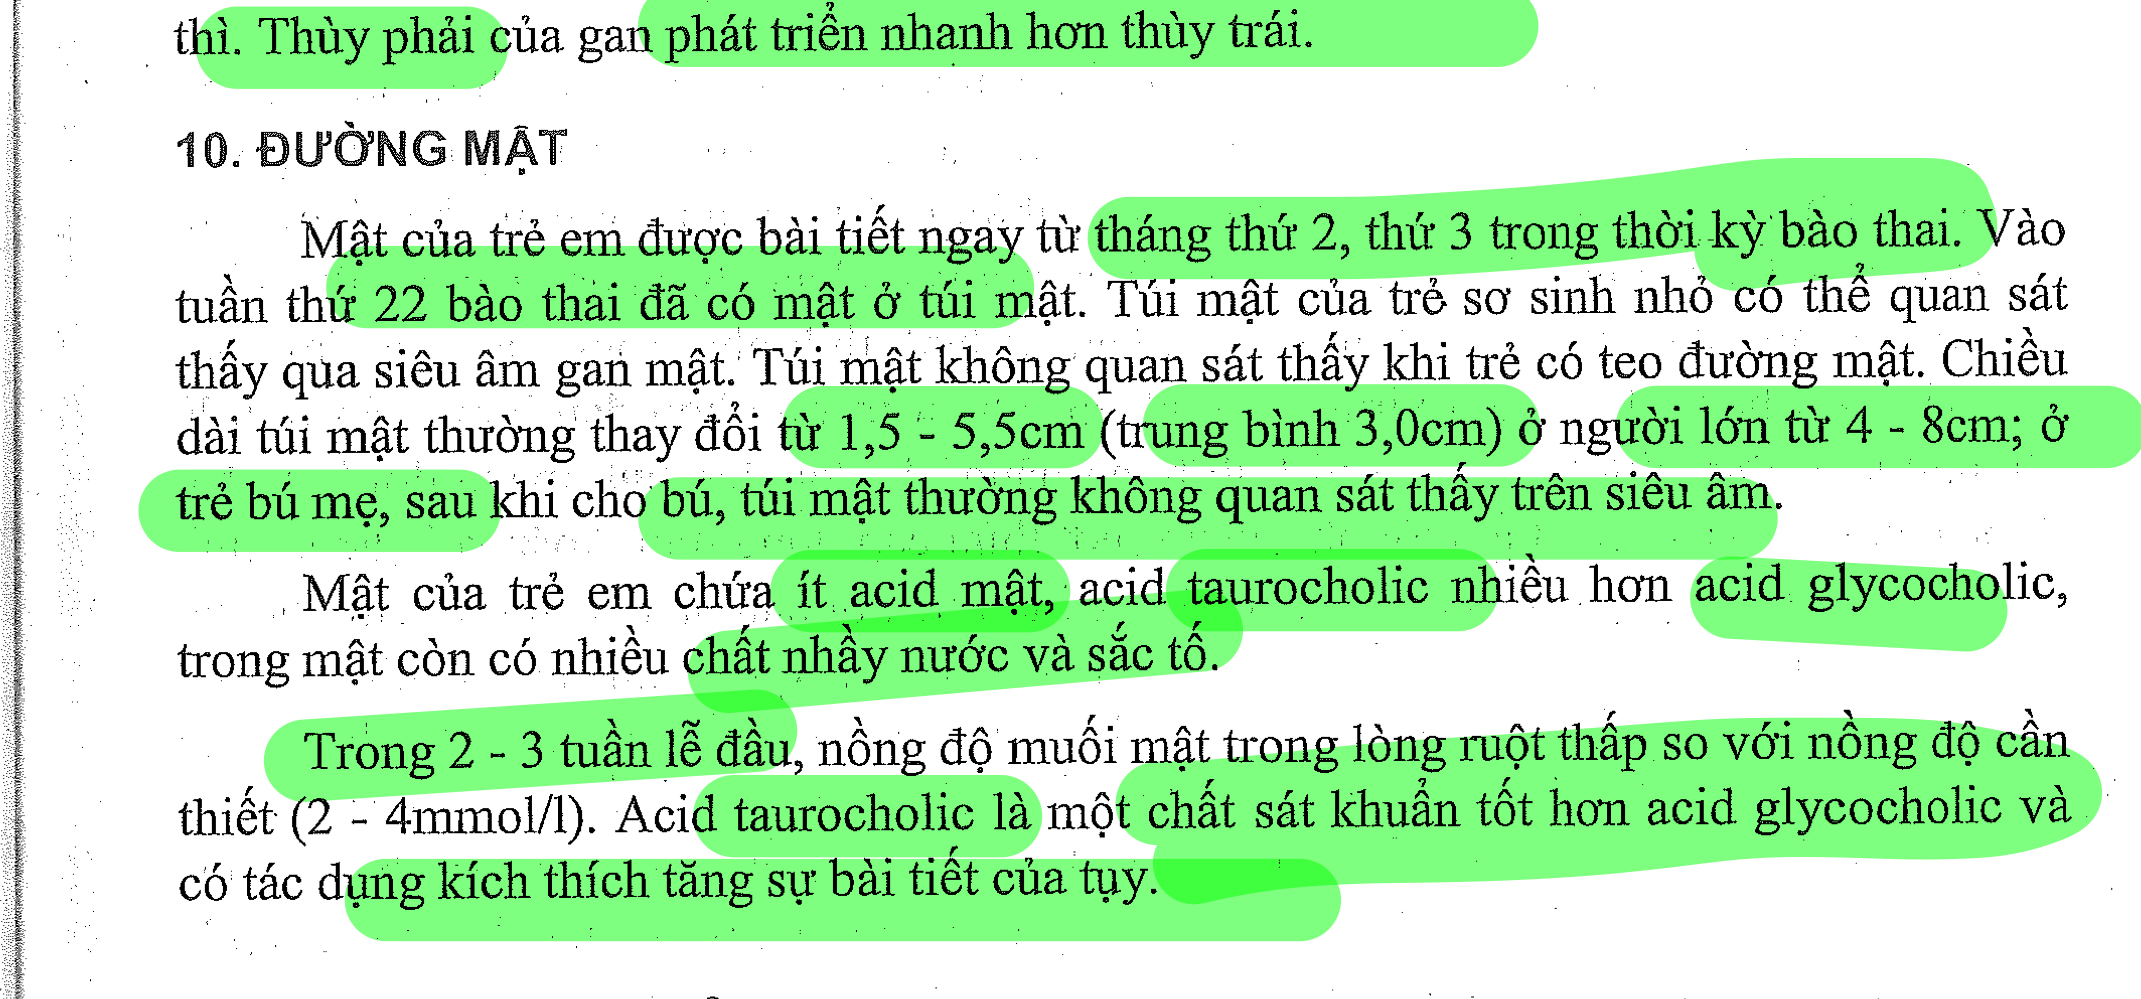 thì. Thùy phải của gan phát triển nhanh hơn thùy trái.
10. ĐƯỜNG MẬT
Mật của trẻ em được bài tiết ngay từ tháng thứ 2, thứ 3 trong thời kỳ bào thai. Vào
tuần thứ 22 bào thai đã có mật ở túi mật. Túi mật của trẻ sơ sinh nhỏ có thể quan sát
thấy qua siêu âm gan mật. Túi mật không quan sát thấy khi trẻ có teo đường mật. Chiều
dài túi mật thường thay đổi từ 1,5 - 5,5cm (trung bình 3,0cm) ở người lớn từ 4 - 8cm; ở
trẻ bú mẹ, sau khi cho bú, túi mật thường không quan sát thấy trên siêu âm.
Mật của trẻ em chứa ít acid mật, acid taurocholic nhiều hơn acid glycocholic,
trong mật còn có nhiều chất nhầy nước và sắc tố.
Trong 2 - 3 tuần lễ đầu, nồng độ muối mật trong lòng ruột thấp so với nồng độ cần
thiết (2 - 4mmol/l). Acid taurocholic là một chất sát khuẩn tốt hơn acid glycocholic và
có tác dụng kích thích tăng sự bài tiết của tụy.